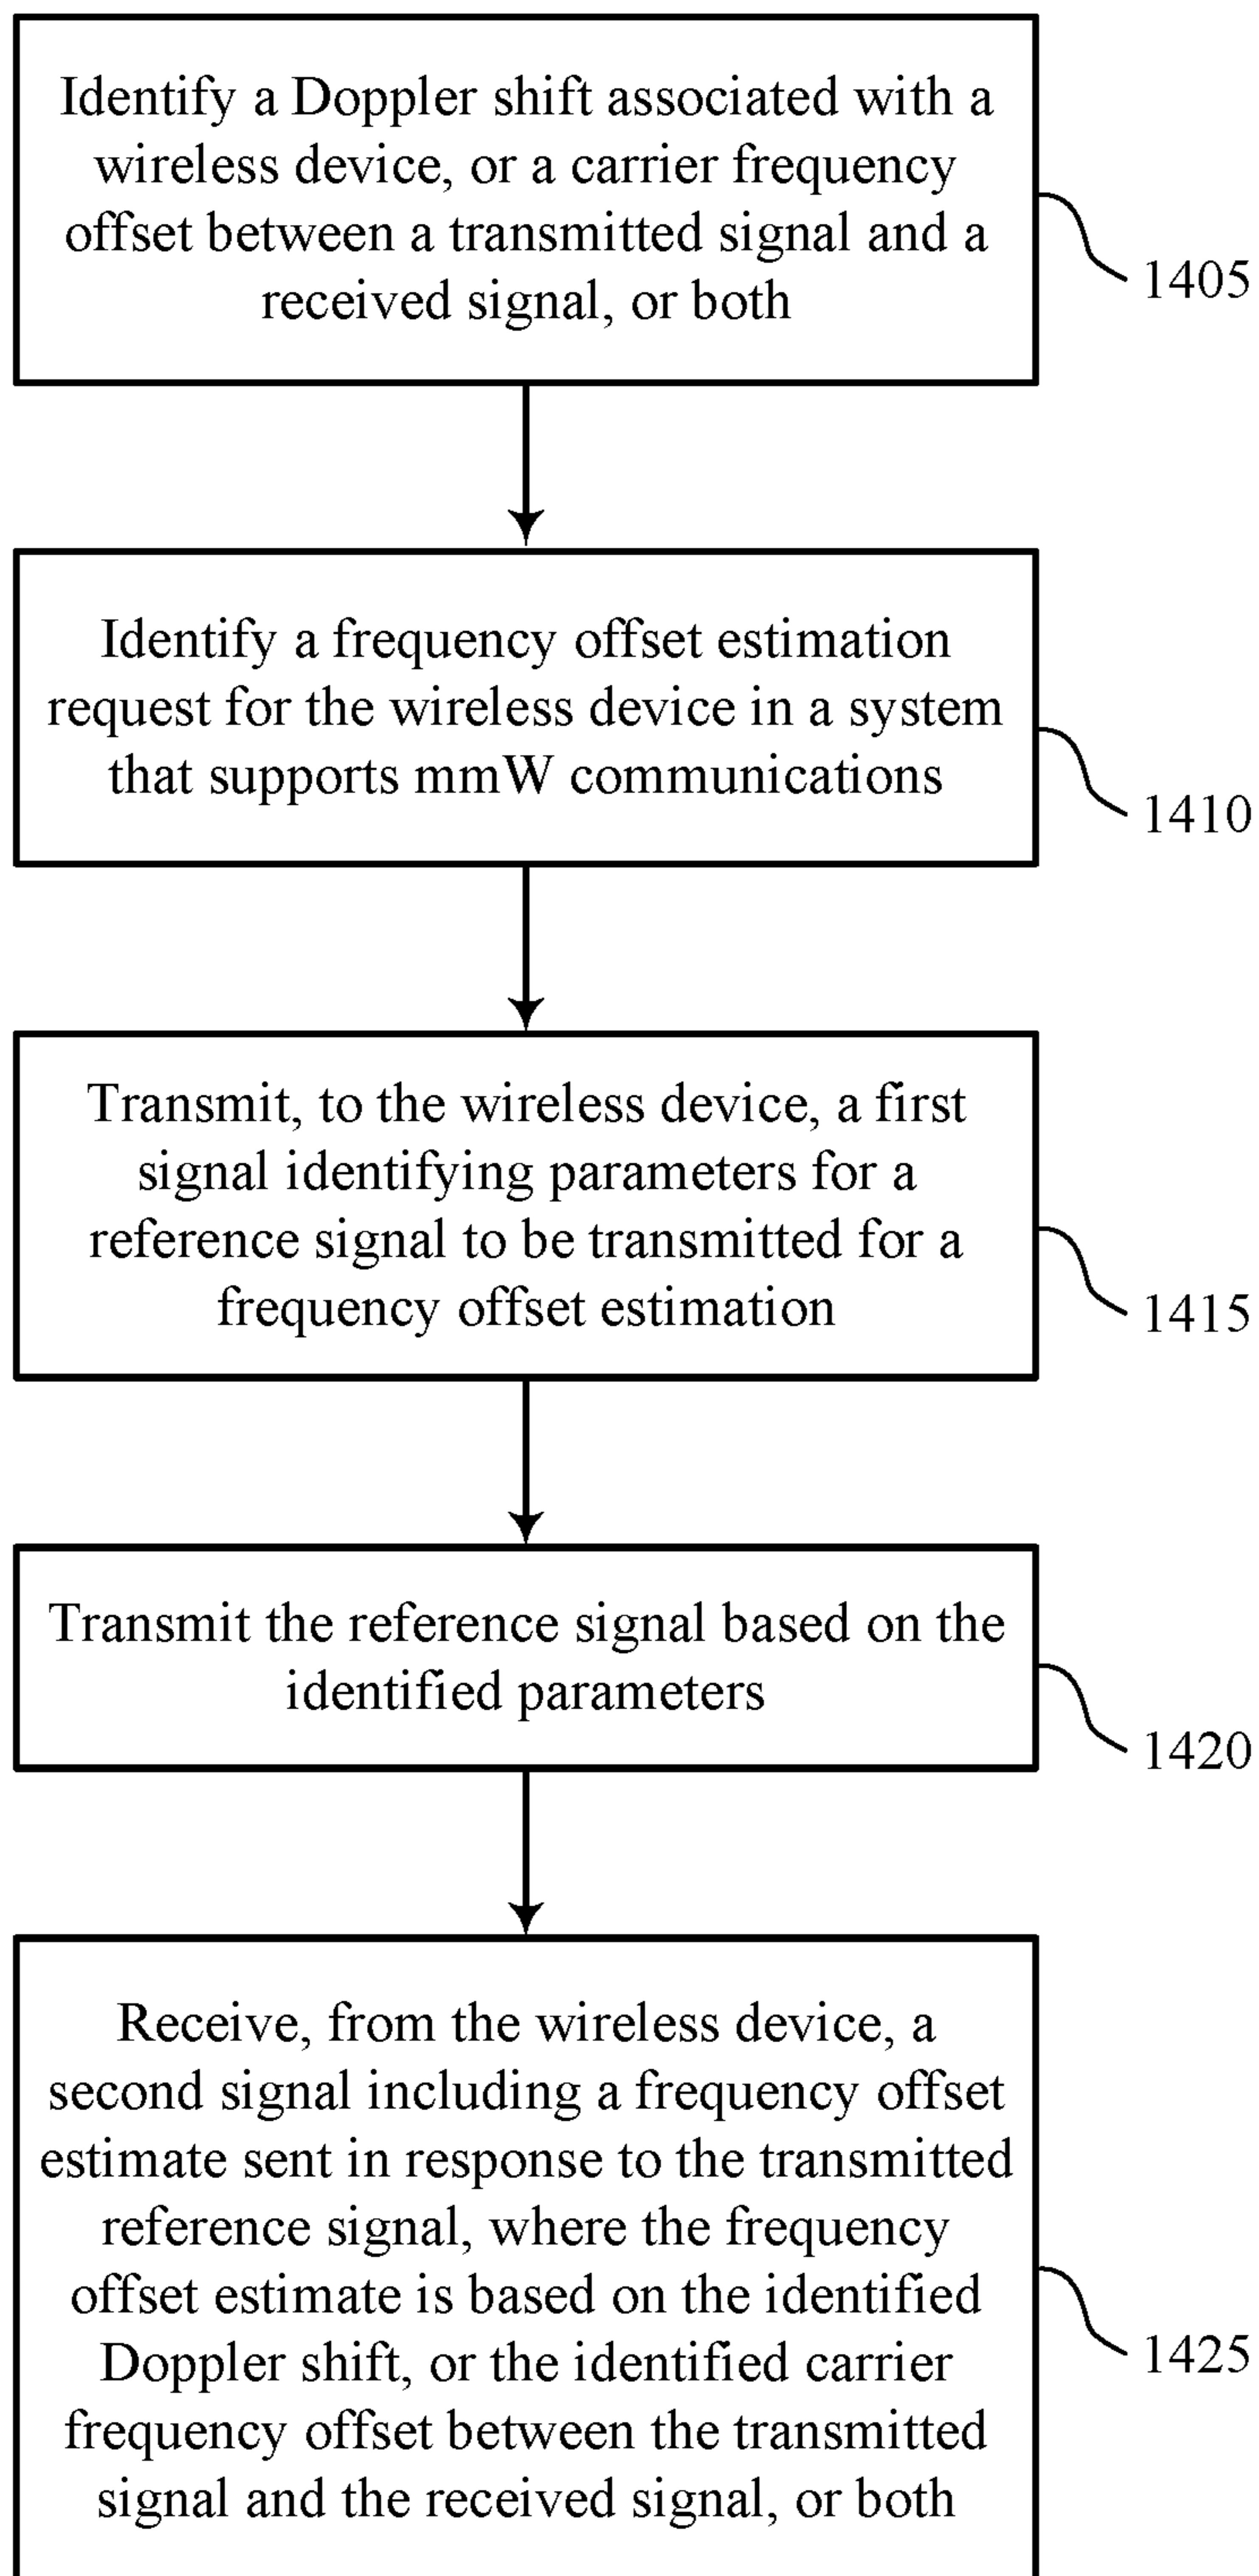 Identify a Doppler shift associated with a
wireless device, or a carrier frequency
offset between a transmitted signal and a
received signal, or both
1405
Identify a frequency offset estimation
request for the wireless device in a system
that supports mmW communications
1410
Transmit, to the wireless device, a first
signal identifying parameters for a
reference signal to be transmitted for a
frequency offset estimation
1415
Transmit the reference signal based on the
identified parameters
1420
Receive, from the wireless device, a
second signal including a frequency offset
estimate sent in response to the transmitted
reference signal, where the frequency
offset estimate is based on the identified
Doppler shift, or the identified carrier
frequency offset between the transmitted
signal and the received signal, or both
1425